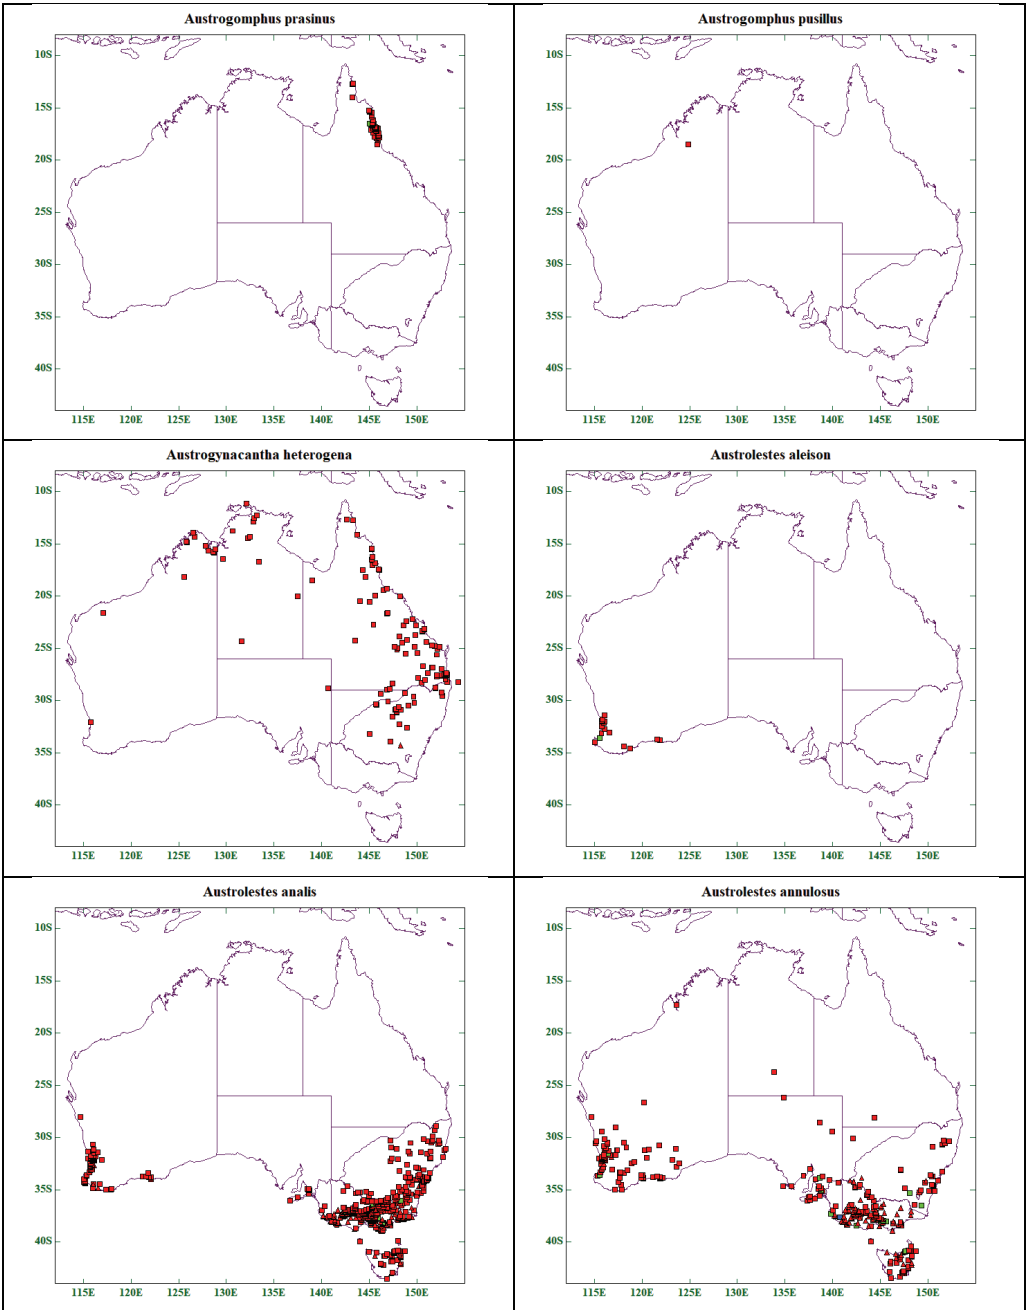 Austrogomphus prasinus
10S
15S
20S
25S
30S
35S
40S
115E 120E 125E 130E 135E 140E 145E 150E
Austrogomphus pusillus
10S
15S
20S
25S
30S
35S
40S
115E 120E 125E 130E 135E 140E 145E 150E
Austrogynacantha heterogena
10S
15S
20S
25S
30S
35S
40S
115E 120E 125E 130E 135E 140E 145E 150E
Austrolestes aleison
10S
15S
20S
25S
30S
35S
40S
115E 120E 125E 130E 135E 140E 145E 150E
Austrolestes analis
10S
15S
20S
25S
30S
35S
40S
115E 120E 125E 130E 135E 140E 145E 150E
Austrolestes annulosus
10S
15S
20S
25S
30S
35S
40S
115E 120E 125E 130E 135E 140E 145E 150E